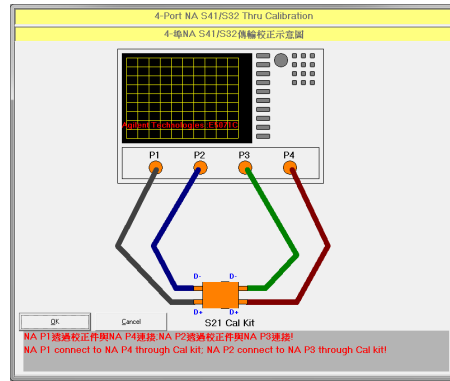 4-Port NA S41/S32 Thru Calibration
4-埠NA S41/S32傳輸校正示意圖
Agilent Technologies, E5071C
P1 P2 P3 P4
D- D-
D+ D+
S21 Cal Kit
OK Cancel
NA P1透過校正件與NA P4連接,NA P2透過校正件與NA P3連接!
NA P1 connect to NA P4 through Cal kit; NA P2 connect to NA P3 through Cal kit!